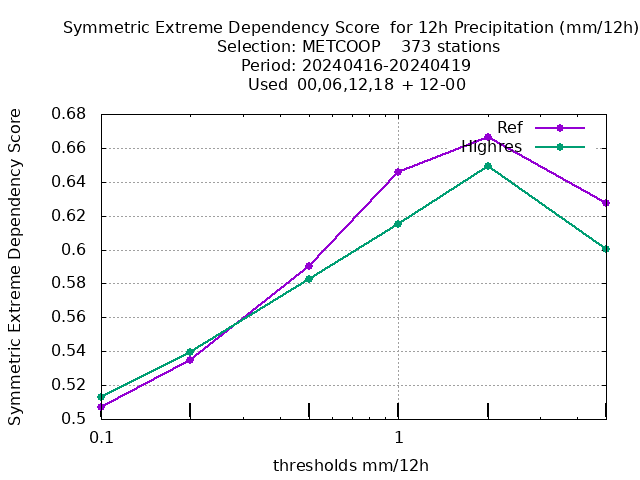 Symmetric Extreme Dependency Score  for 12h Precipitation (mm/12h)
Selection: METCOOP    373 stations
Period: 20240416-20240419
Used  00,06,12,18  + 12-00
Symmetric Extreme Dependency Score
0.68
0.66
0.64
0.62
0.6
0.58
0.56
0.54
0.52
0.5
Ref
Highres
0.1
1
thresholds mm/12h